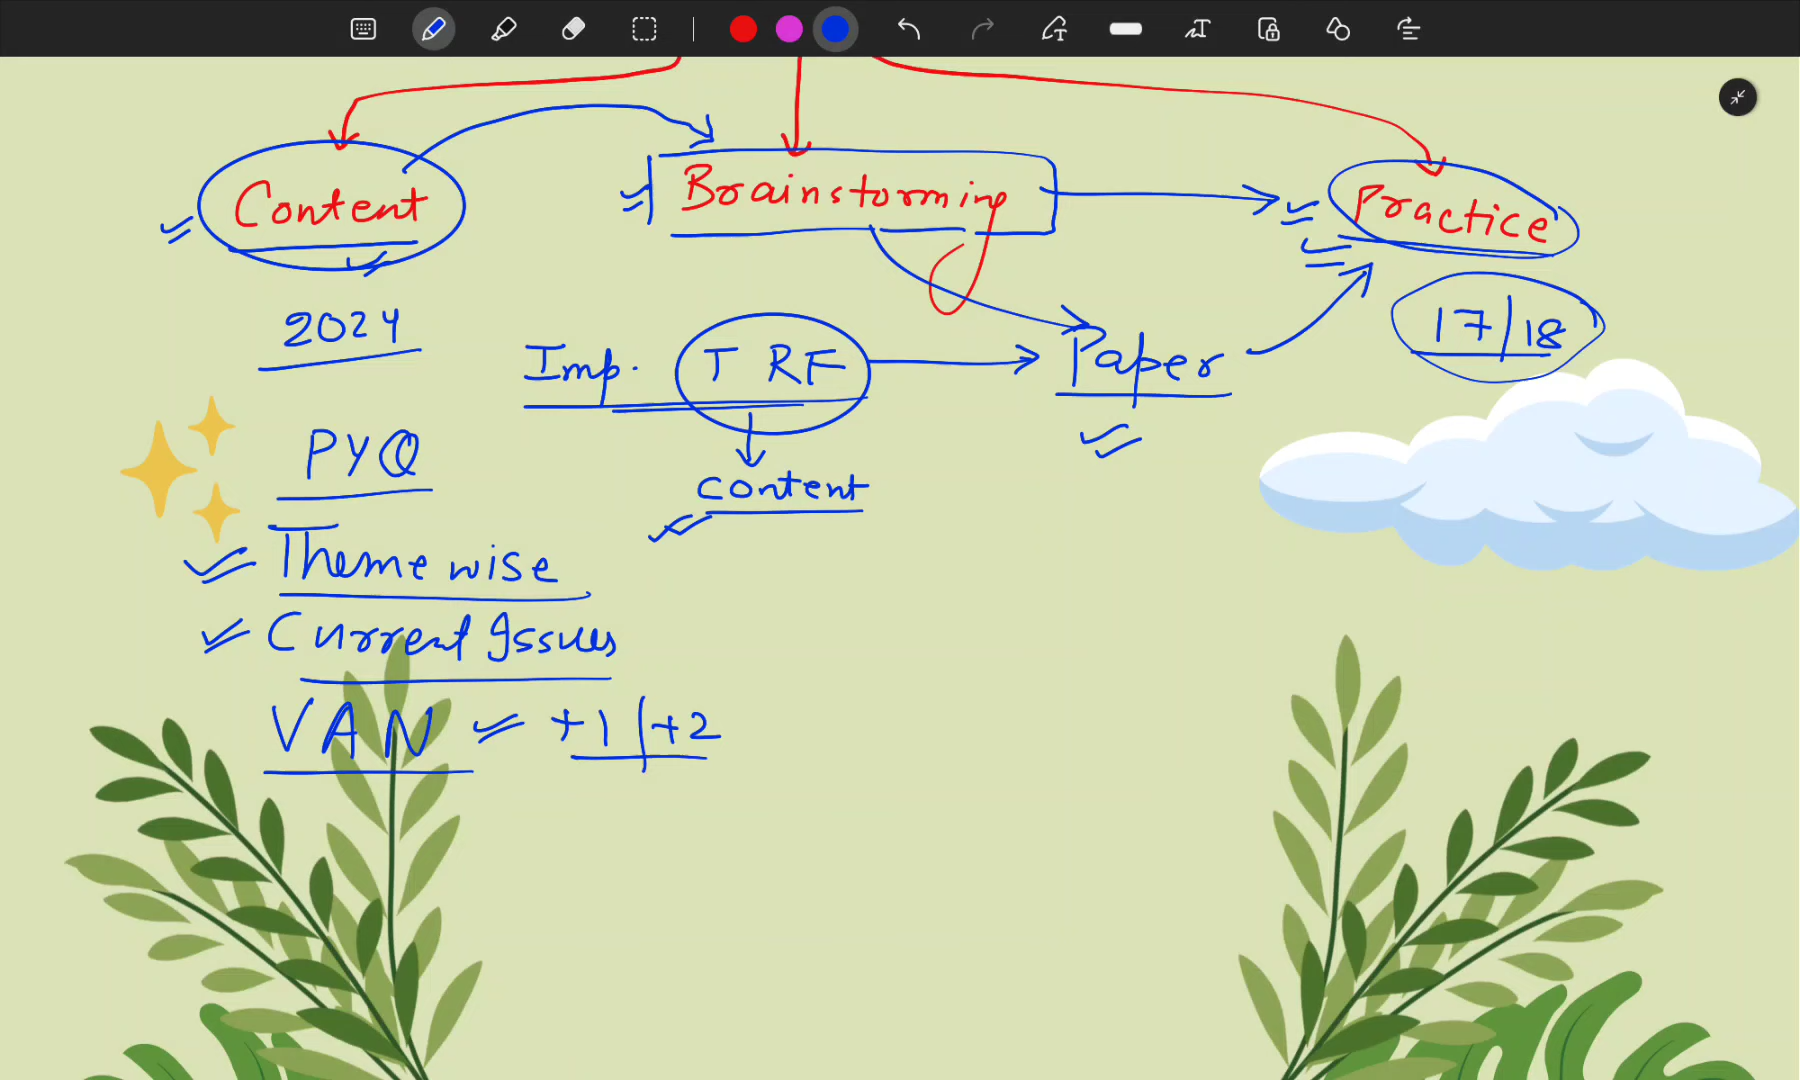 Content Brainstorming Practice
2024
17/18
Imp. T RF Paper
PYQ
content
Theme wise
Current Issues
VAN +1 | +2